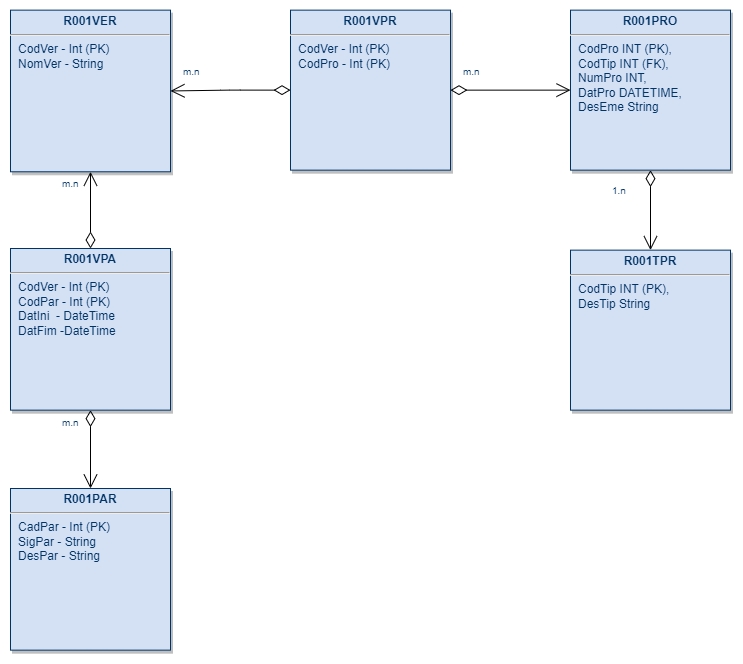 R001VER
CodVer - Int (PK)
NomVer - String
m.n
R001VPR
CodVer - Int (PK)
CodPro - Int (PK)
m.n
R001PRO
CodPro INT (PK),
CodTip INT (FK),
NumPro INT,
DatPro DATETIME,
DesEme String
m.n
1.n
R001VPA
CodVer - Int (PK)
CodPar - Int (PK)
DatIni  - DateTime
DatFim -DateTime
R001TPR
CodTip INT (PK),
DesTip String
m.n
R001PAR
CadPar - Int (PK)
SigPar - String
DesPar - String